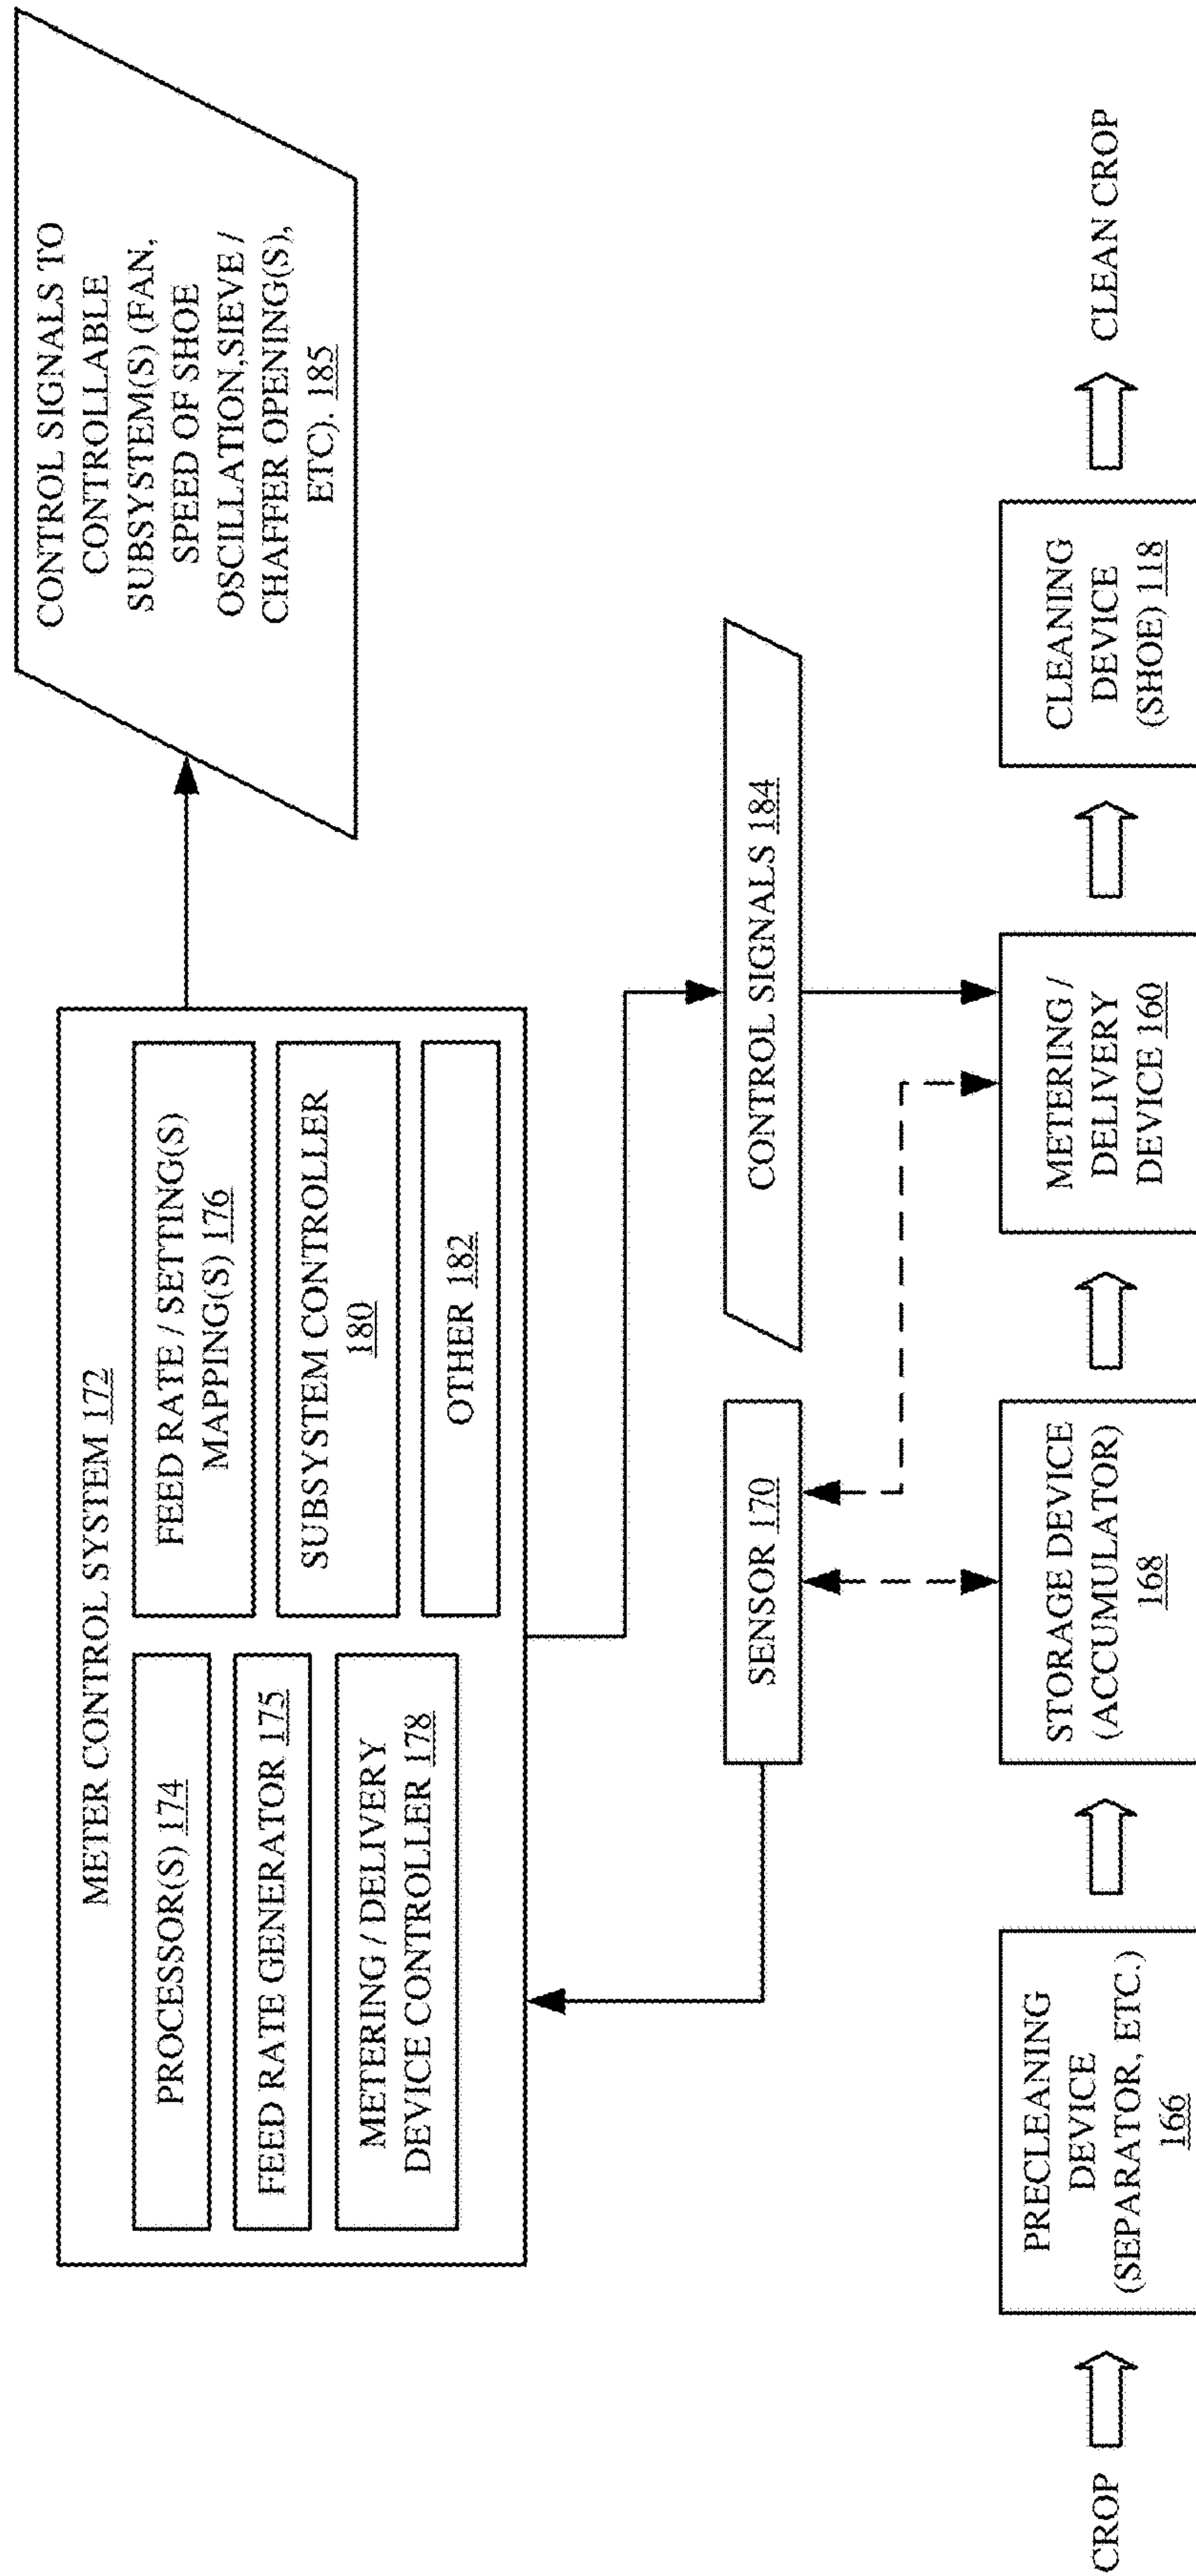 METER CONTROL SYSTEM 172
PROCESSOR(S) 174
FEED RATE GENERATOR 175
METERING / DELIVERY
DEVICE CONTROLLER 178
FEED RATE / SETTING(S)
MAPPING(S) 176
SUBSYSTEM CONTROLLER
180
OTHER 182
CONTROL SIGNALS TO
CONTROLLABLE
SUBSYSTEM(S) (FAN,
SPEED OF SHOE
OSCILLATION,SIEVE /
CHAFFER OPENING(S),
ETC). 185
SENSOR 170
CONTROL SIGNALS 184
CROP
PRECLEANING
DEVICE
(SEPARATOR, ETC.)
166
STORAGE DEVICE
(ACCUMULATOR)
168
METERING /
DELIVERY
DEVICE 160
CLEANING
DEVICE
(SHOE) 118
CLEAN CROP